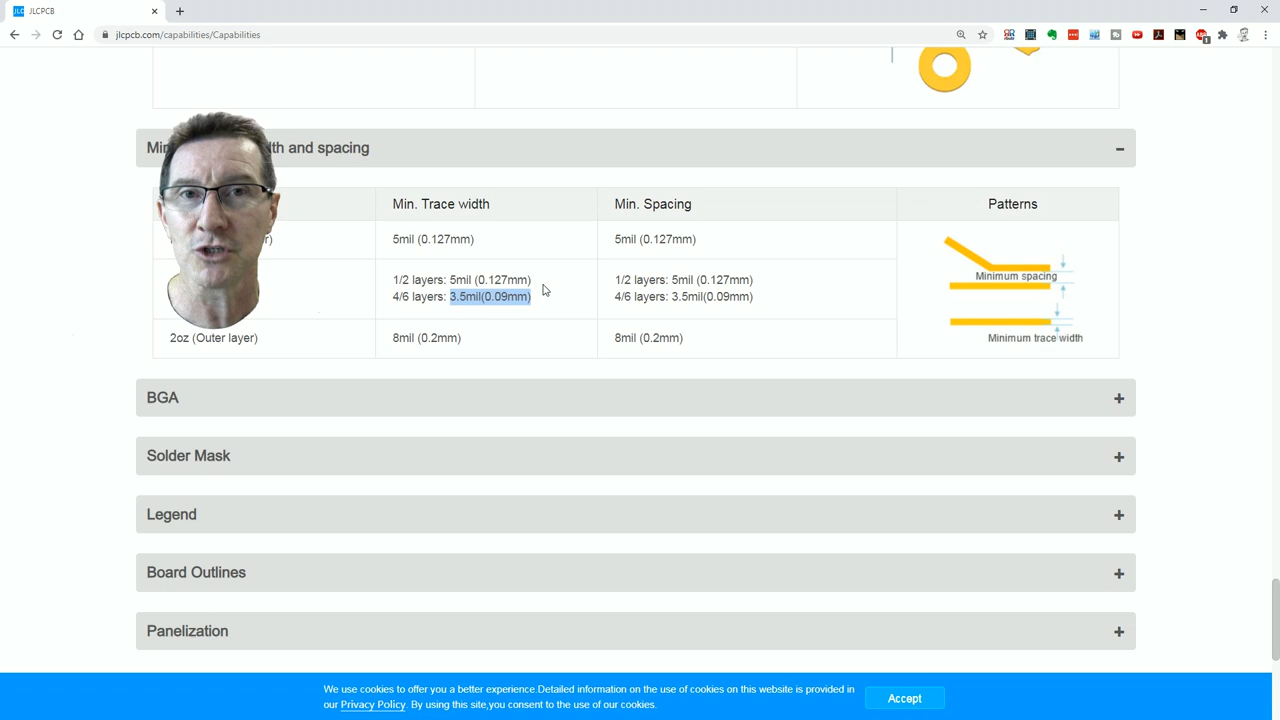 JLC JLCPCB
jlcpcb.com/capabilities/Capabilities
and spacing
Min. Trace width
Min. Spacing
Patterns
5mil (0.127mm)
5mil (0.127mm)
1/2 layers: 5mil (0.127mm)
4/6 layers: 3.5mil(0.09mm)
1/2 layers: 5mil (0.127mm)
4/6 layers: 3.5mil(0.09mm)
Minimum spacing
Minimum trace width
2oz (Outer layer)
8mil (0.2mm)
8mil (0.2mm)
BGA
Solder Mask
Legend
Board Outlines
Panelization
We use cookies to offer you a better experience.Detailed information on the use of cookies on this website is provided in
our Privacy Policy. By using this site,you consent to the use of our cookies.
Accept